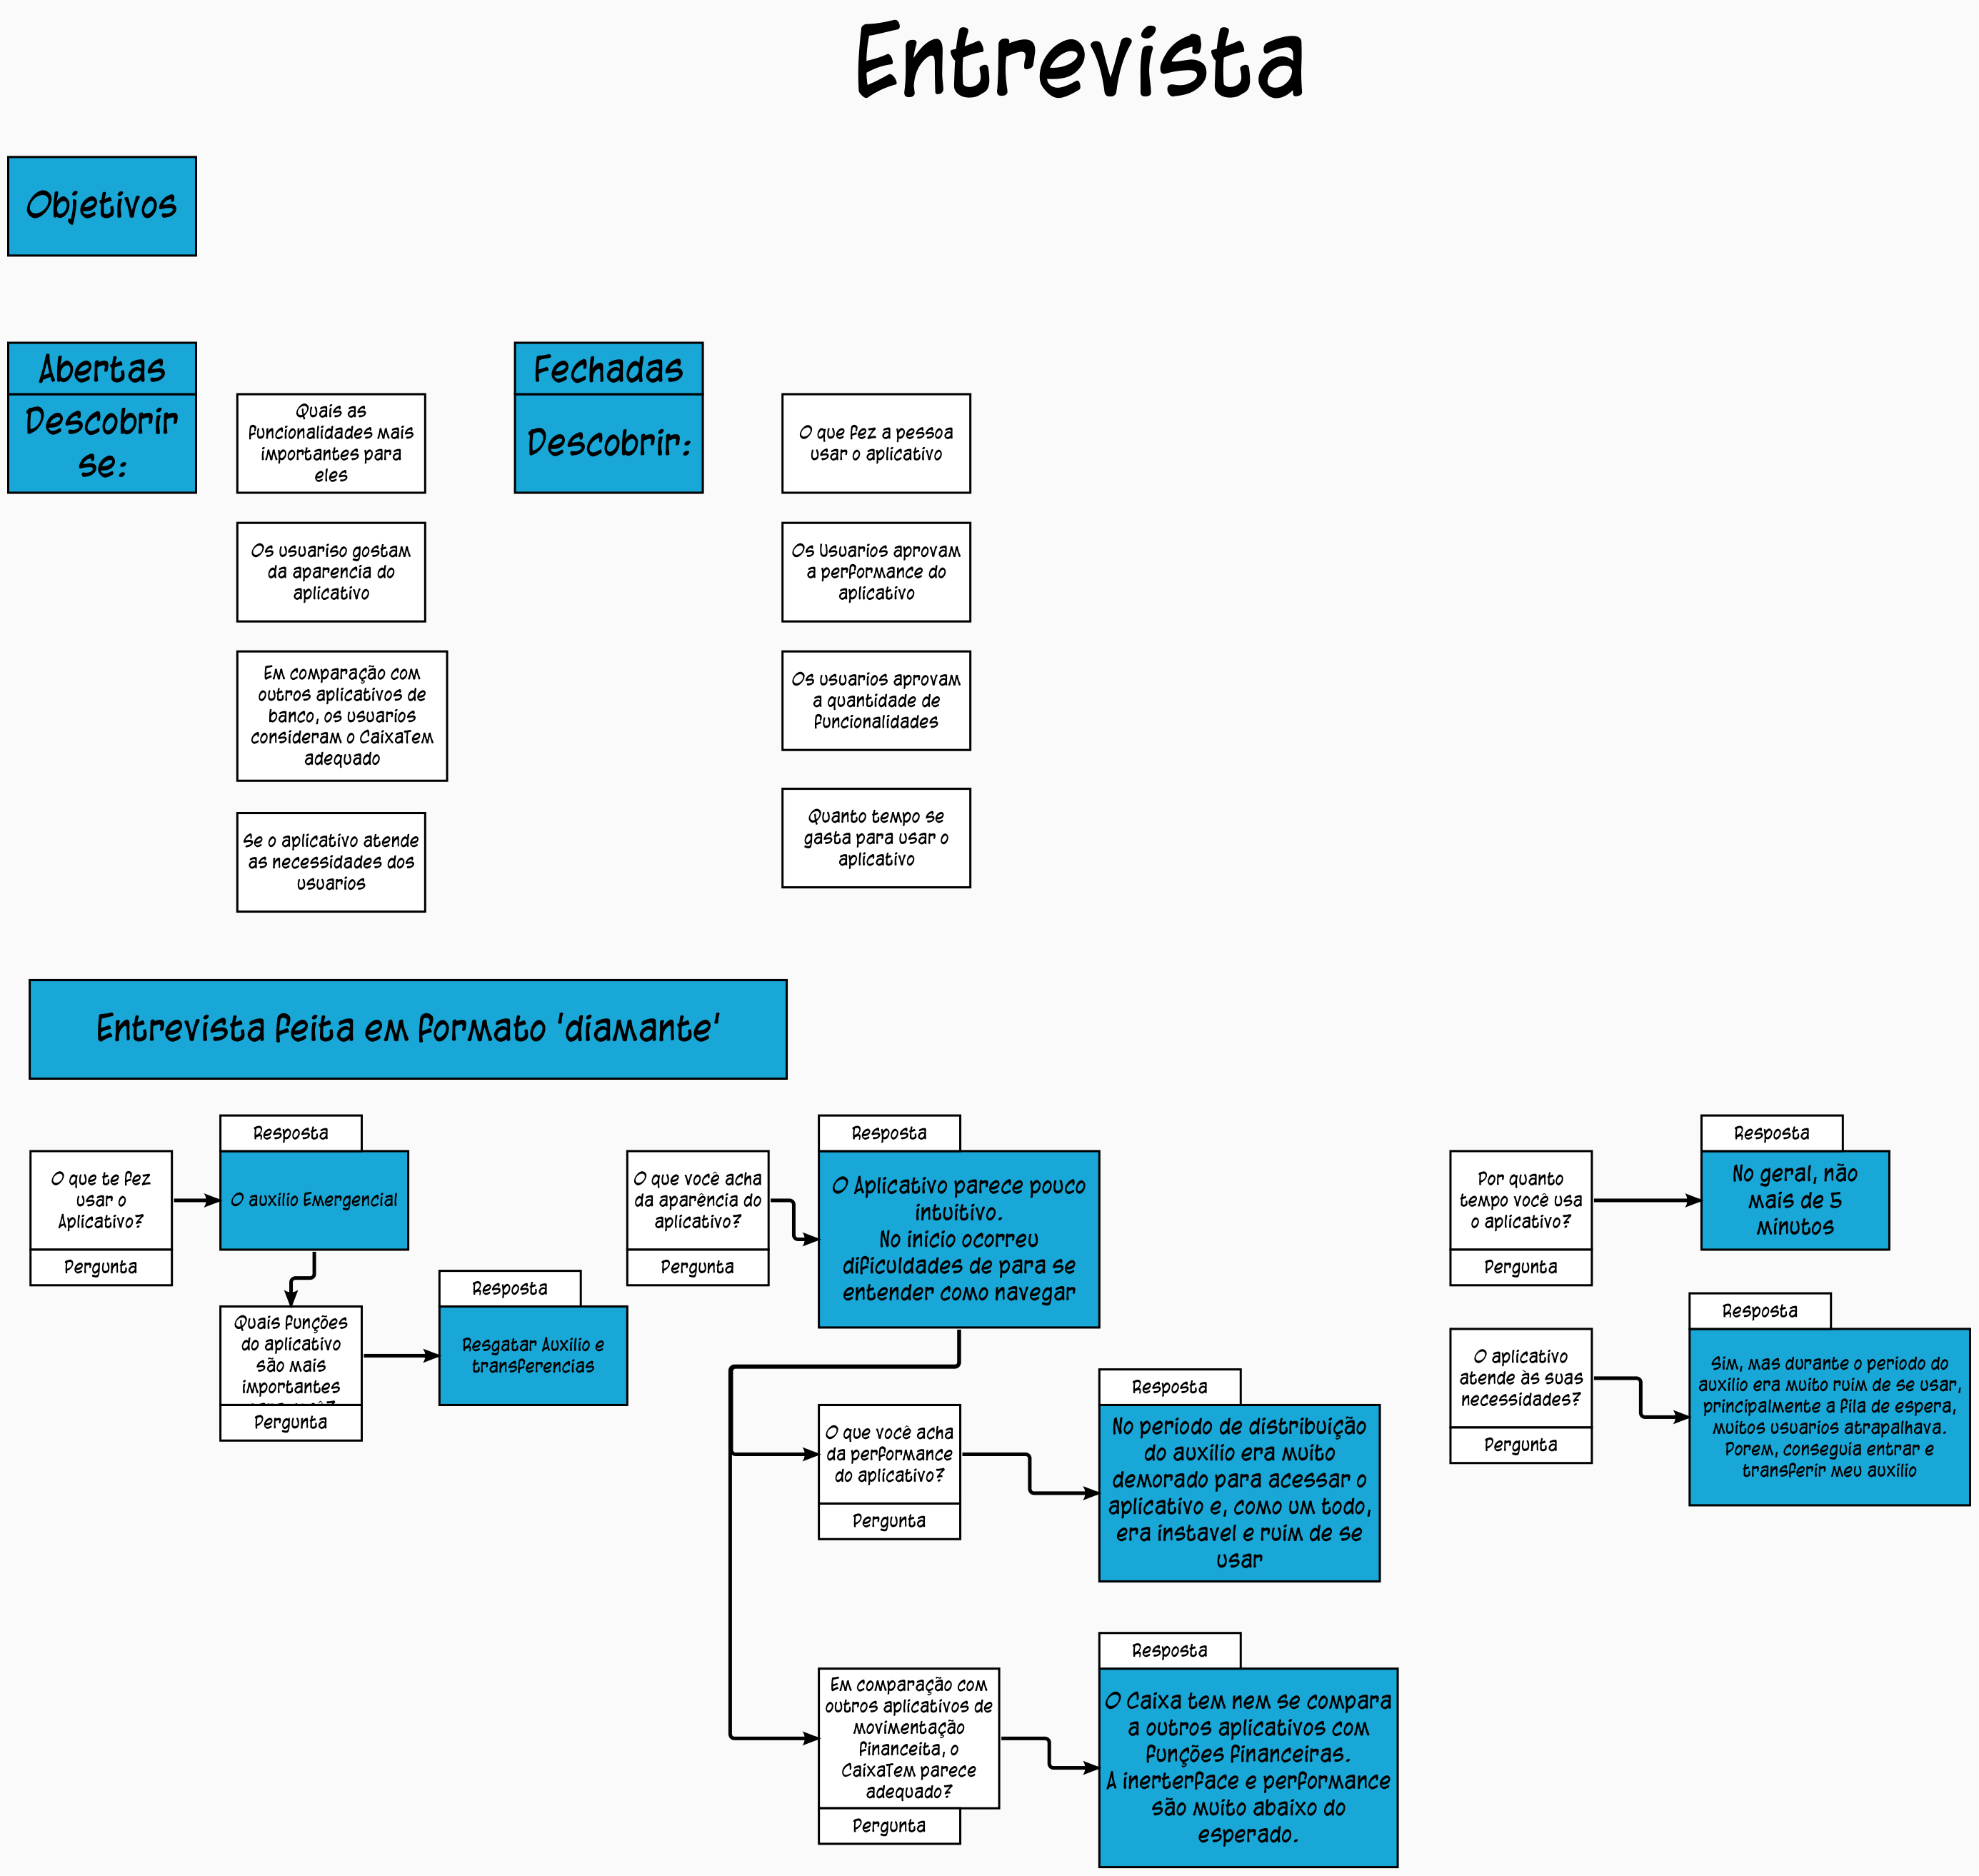 Entrevista
Objetivos
Abertas
Descobrir
se:
Quais as
funcionalidades mais
importantes para
eles
Os usuariso gostam
da aparencia do
aplicativo
Em comparação com
outros aplicativos de
banco, os usuarios
consideram o CaixaTem
adequado
Se o aplicativo atende
as necessidades dos
usuarios
Fechadas
Descobrir:
O que fez a pessoa
usar o aplicativo
Os Usuarios aprovam
a performance do
aplicativo
Os usuarios aprovam
a quantidade de
funcionalidades
Quanto tempo se
gasta para usar o
aplicativo
Entrevista feita em formato 'diamante'
O que te fez
usar o
Aplicativo?
Pergunta
Resposta
O auxilio Emergencial
Quais funções
do aplicativo
são mais
importantes
Pergunta
Resposta
Resgatar Auxilio e
transferencias
O que você acha
da aparência do
aplicativo?
Pergunta
Resposta
O Aplicativo parece pouco
intuitivo.
No inicio ocorreu
dificuldades de para se
entender como navegar
O que você acha
da performance
do aplicativo?
Pergunta
Resposta
No periodo de distribuição
do auxílio era muito
demorado para acessar o
aplicativo e, como um todo,
era instavel e ruim de se
usar
Em comparação com
outros aplicativos de
movimentação
financeita, o
CaixaTem parece
adequado?
Pergunta
Resposta
O Caixa tem nem se compara
a outros aplicativos com
funções financeiras.
A inerterface e performance
são muito abaixo do
esperado.
Por quanto
tempo você usa
o aplicativo?
Pergunta
Resposta
No geral, não
mais de 5
minutos
O aplicativo
atende às suas
necessidades?
Pergunta
Resposta
Sim, mas durante o periodo do
auxilio era muito ruim de se usar,
principalmente a fila de espera,
muitos usuarios atrapalhava.
Porem, conseguia entrar e
transferir meu auxilio